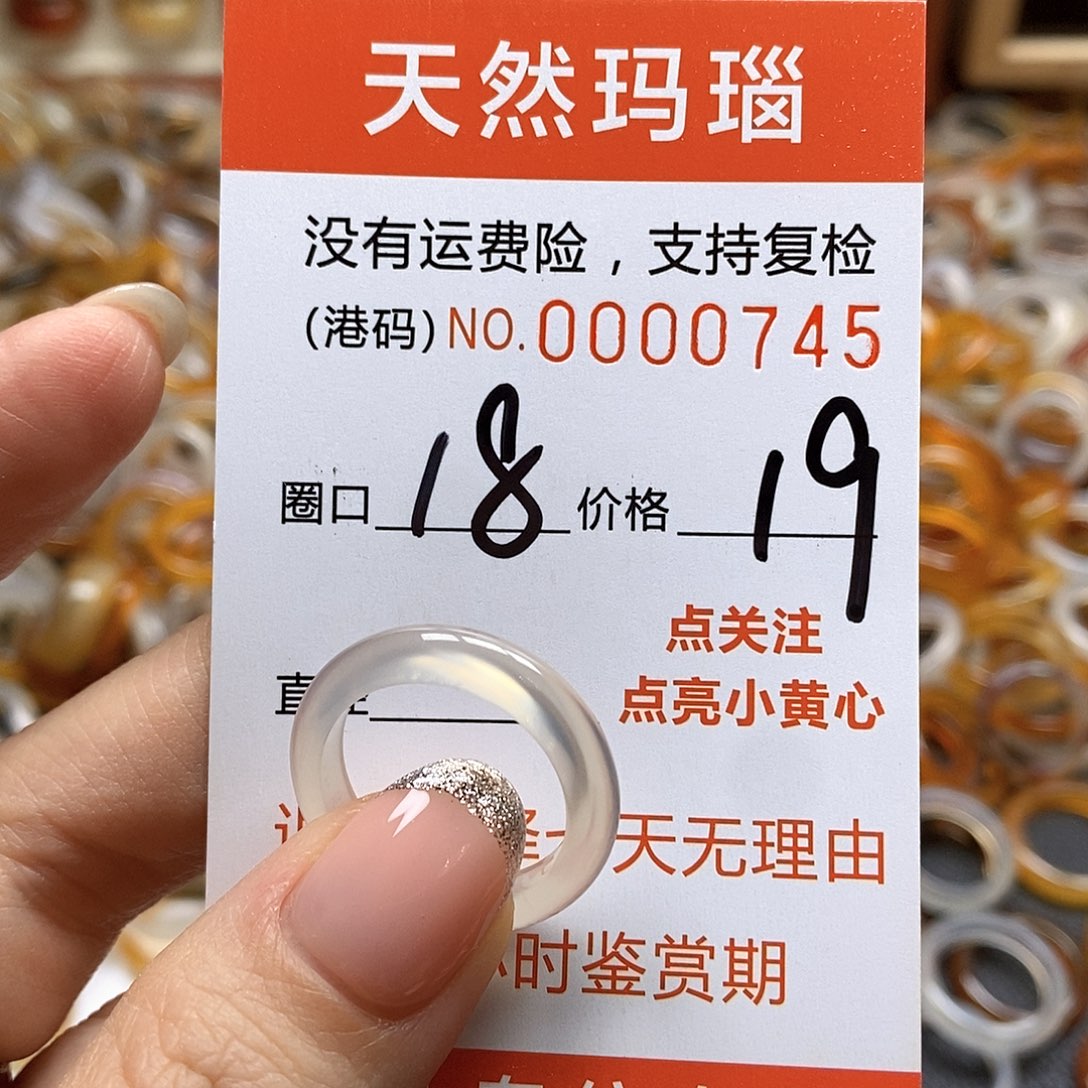 天然玛瑙
没有运费险，支持复检
(港码) NO.0000745
圈口 18 价格 19
点关注
直
点亮小黄心
天无理由
时鉴赏期